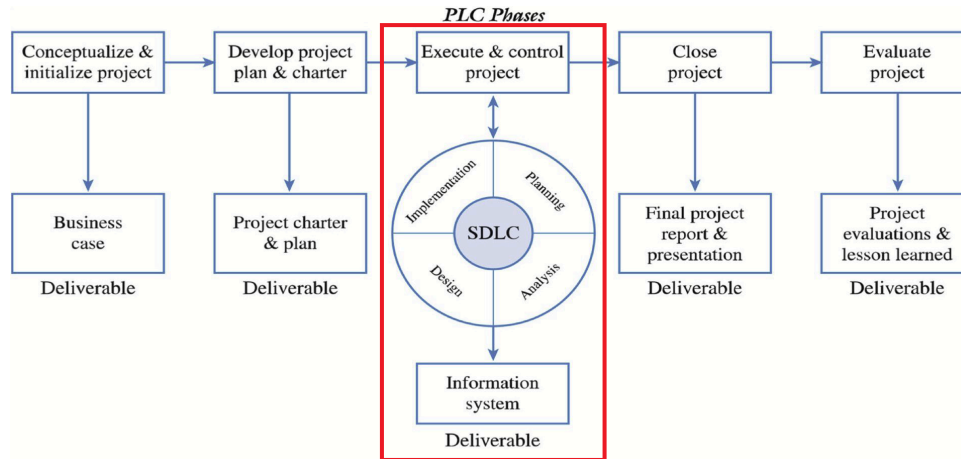 PLC Phases
Conceptualize &
initialize project
Develop project
plan & charter
Execute & control
project
Close
project
Evaluate
project
Implementation
Planning
SDLC
Design
Analysis
Business
case
Deliverable
Project charter
& plan
Deliverable
Final project
report &
presentation
Deliverable
Project
evaluations &
lesson learned
Deliverable
Information
system
Deliverable